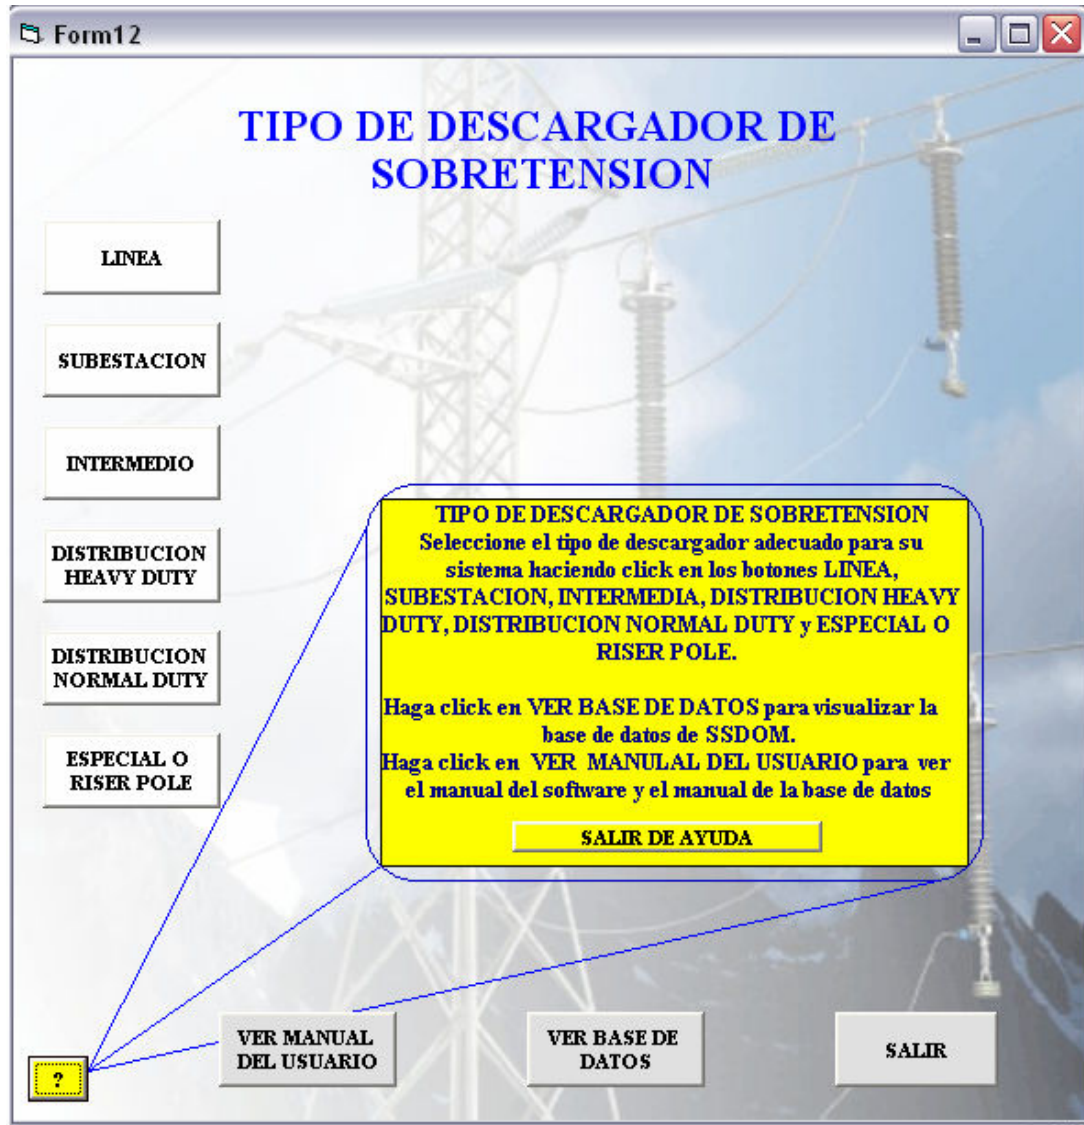 Form12
TIPO DE DESCARGADOR DE
SOBRETENSION
LINEA
SUBESTACION
INTERMEDIO
DISTRIBUCION
HEAVY DUTY
DISTRIBUCION
NORMAL DUTY
ESPECIAL O
RISER POLE
TIPO DE DESCARGADOR DE SOBRETENSION
Seleccione el tipo de descargador adecuado para su
sistema haciendo click en los botones LINEA,
SUBESTACION, INTERMEDIA, DISTRIBUCION HEAVY
DUTY, DISTRIBUCION NORMAL DUTY y ESPECIAL O
RISER POLE.
Haga click en VER BASE DE DATOS para visualizar la
base de datos de SSDOM.
Haga click en VER MANULAL DEL USUARIO para ver
el manual del software y el manual de la base de datos
SALIR DE AYUDA
?
VER MANUAL
DEL USUARIO
VER BASE DE
DATOS
SALIR